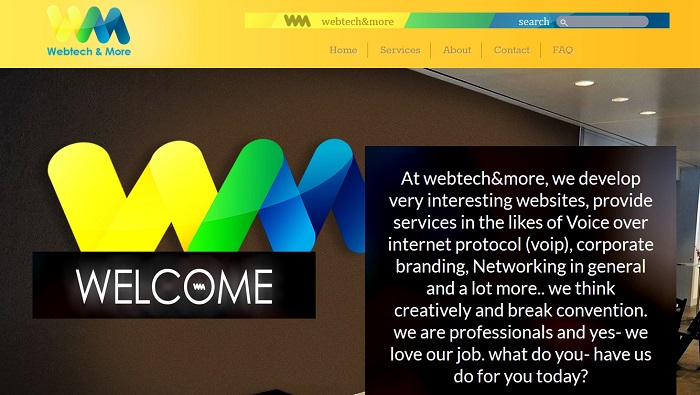 WM
Webtech & More
WM webtech&more search
Home Services About Contact FAQ
WM
WELCOME
At webtech&more, we develop
very interesting websites, provide
services in the likes of Voice over
internet protocol (voip), corporate
branding, Networking in general
and a lot more.. we think
creatively and break convention.
we are professionals and yes- we
love our job. what do you- have us
do for you today?